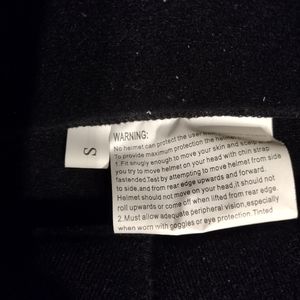 WARNING:
No helmet can protect the user
To provide maximum protection the helmet
1.Fit snugly enough to move your skin and scalp
you try to move helmet on your head with chin strap
fastended.Test by attempting to move helmet from side
to side,and from rear edge upwards and forward.
Helmet should not move on your head,it should not
roll upwards or come off when lifted from rear edge.
2.Must allow adequate peripheral vision,especially
when worn with goggles or eye protection.Tinted
S